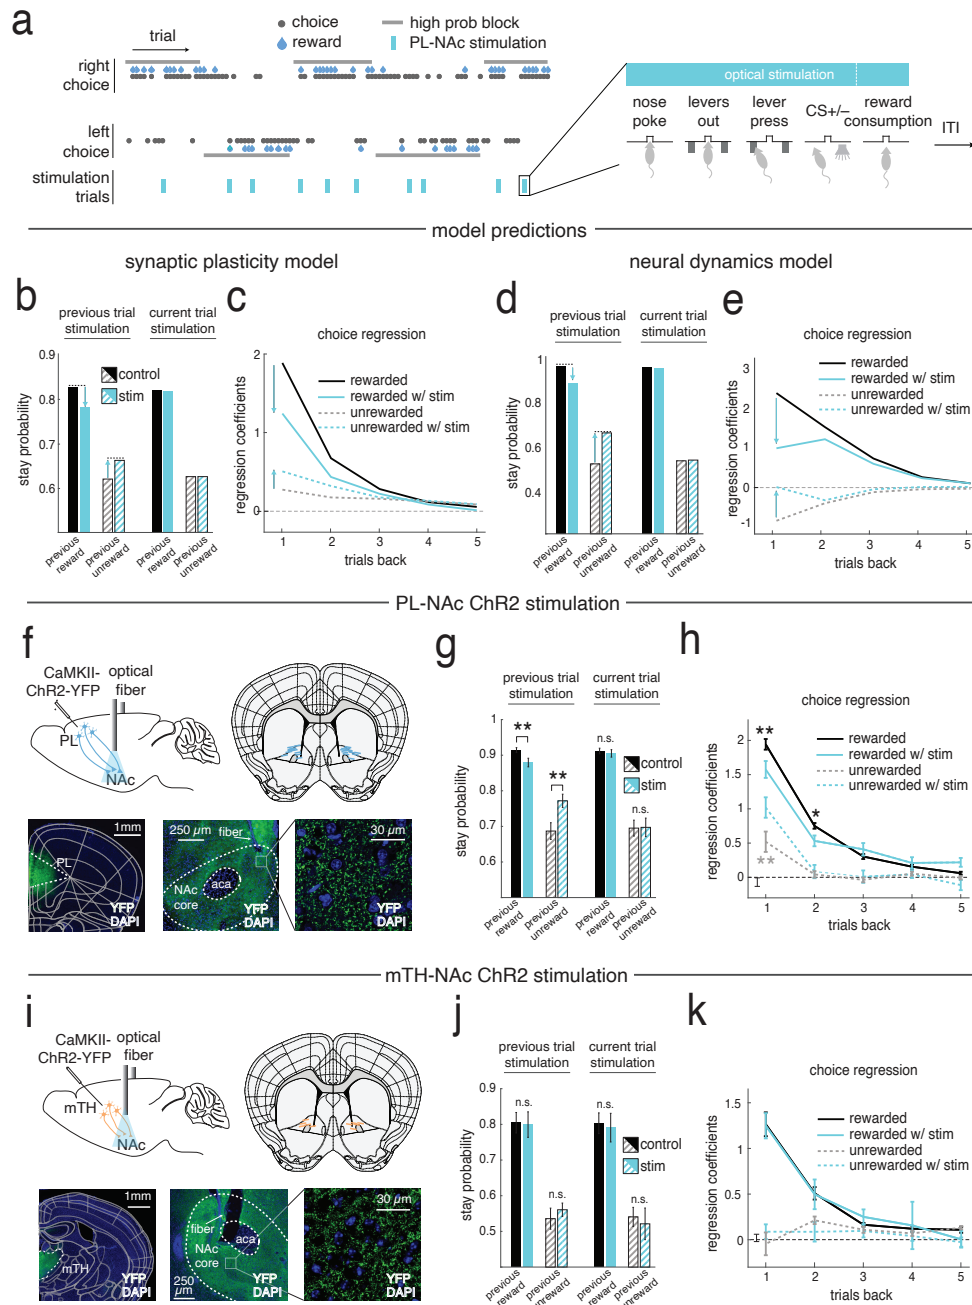 a
trial
choice
reward
high prob block
PL-NAc stimulation
right
choice
left
choice
stimulation
trials
optical stimulation
nose
poke
levers
out
lever
press
CS+/–
reward
consumption
ITI
model predictions
synaptic plasticity model
neural dynamics model
b
previous trial
stimulation
current trial
stimulation
stay probability
0.9
0.8
0.7
0.6
control
stim
previous
reward
previous
unreward
previous
reward
previous
unreward
c
choice regression
regression coefficients
2
1
0
rewarded
rewarded w/ stim
unrewarded
unrewarded w/ stim
1 2 3 4 5
trials back
d
previous trial
stimulation
current trial
stimulation
stay probability
1
0.8
0.6
0.4
previous
reward
previous
unreward
previous
reward
previous
unreward
e
choice regression
regression coefficients
3
2
1
0
-1
rewarded
rewarded w/ stim
unrewarded
unrewarded w/ stim
1 2 3 4 5
trials back
PL-NAc ChR2 stimulation
f
CaMKII-
ChR2-YFP
optical
fiber
PL
NAc
1mm
PL
YFP
DAPI
250 µm
fiber
NAc
core
aca
YFP
DAPI
30 µm
YFP
DAPI
g
previous trial
stimulation
current trial
stimulation
stay probability
1
0.9
0.8
0.7
0.6
**
**
n.s.
n.s.
control
stim
previous
reward
previous
unreward
previous
reward
previous
unreward
h
choice regression
regression coefficients
2
1.5
1
0.5
0
**
*
**
rewarded
rewarded w/ stim
unrewarded
unrewarded w/ stim
1 2 3 4 5
trials back
mTH-NAc ChR2 stimulation
i
CaMKII-
ChR2-YFP
optical
fiber
mTH
NAc
1mm
mTH
YFP
DAPI
fiber
aca
NAc
core
250
µm
YFP
DAPI
30 µm
YFP
DAPI
j
previous trial
stimulation
current trial
stimulation
stay probability
0.9
0.8
0.7
0.6
0.5
n.s.
n.s.
n.s.
n.s.
control
stim
previous
reward
previous
unreward
previous
reward
previous
unreward
k
choice regression
regression coefficients
1.5
1
0.5
0
rewarded
rewarded w/ stim
unrewarded
unrewarded w/ stim
1 2 3 4 5
trials back